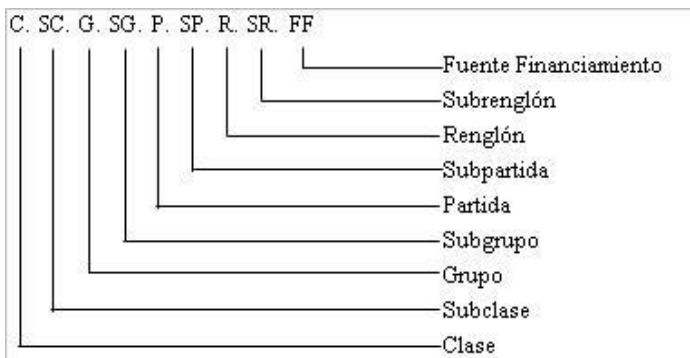 C. SC. G. SG. P. SP. R. SR. FF
Fuente Financiamiento
Subrenglón
Renglón
Subpartida
Partida
Subgrupo
Grupo
Subclase
Clase